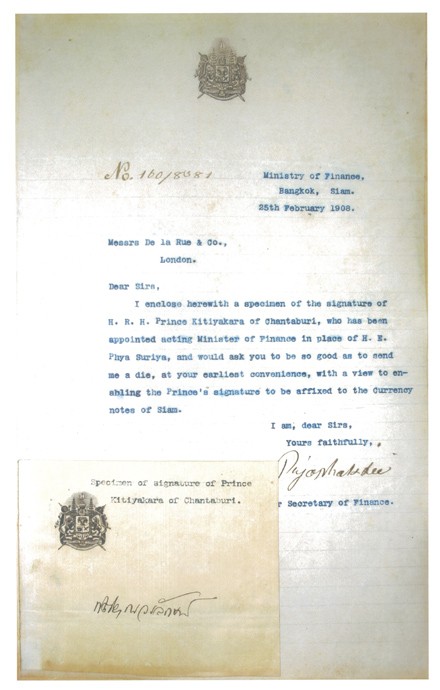 No. 160/8381
Ministry of Finance,
Bangkok, Siam.
25th February 1908.
Messrs De la Rue & Co.,
London.
Dear Sirs,
I enclose herewith a specimen of the signature of
H. R. H. Prince Kitiyakara of Chantaburi, who has been
appointed acting Minister of Finance in place of H. E.
Phya Suriya, and would ask you to be so good as to send
me a die, at your earliest convenience, with a view to en-
abling the Prince's signature to be affixed to the Currency
notes of Siam.
I am, dear Sirs,
Yours faithfully,
r Secretary of Finance.
Specimen of signature of Prince
Kitiyakara of Chantaburi.